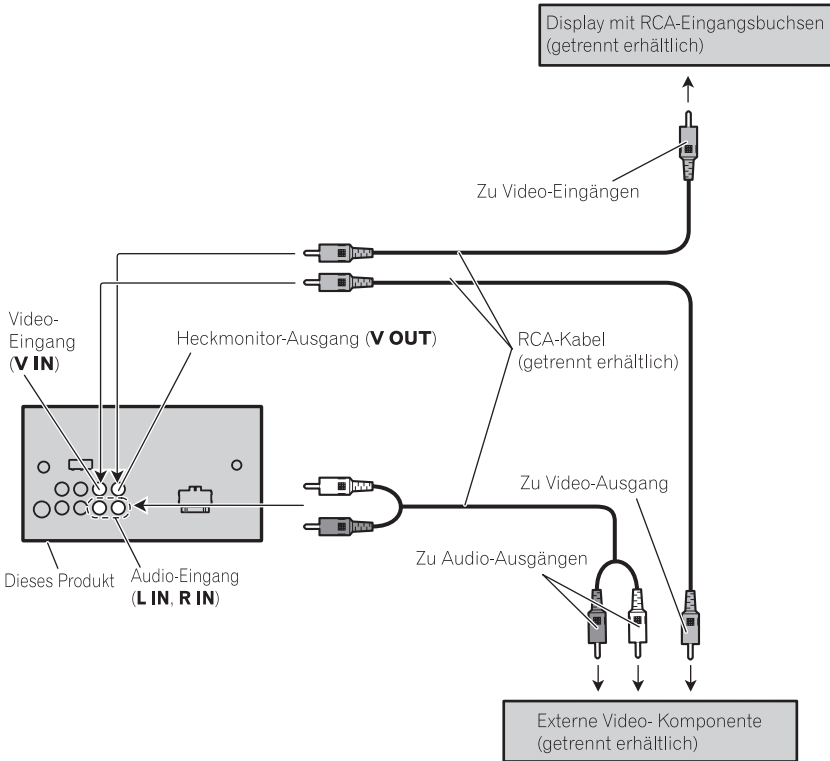 Display mit RCA-Eingangsbuchsen
(getrennt erhältlich)
Zu Video-Eingängen
Video-
Eingang
(V IN)
Heckmonitor-Ausgang (V OUT)
RCA-Kabel
(getrennt erhältlich)
Zu Video-Ausgang
Zu Audio-Ausgängen
Dieses Produkt
Audio-Eingang
(L IN, R IN)
Externe Video- Komponente
(getrennt erhältlich)